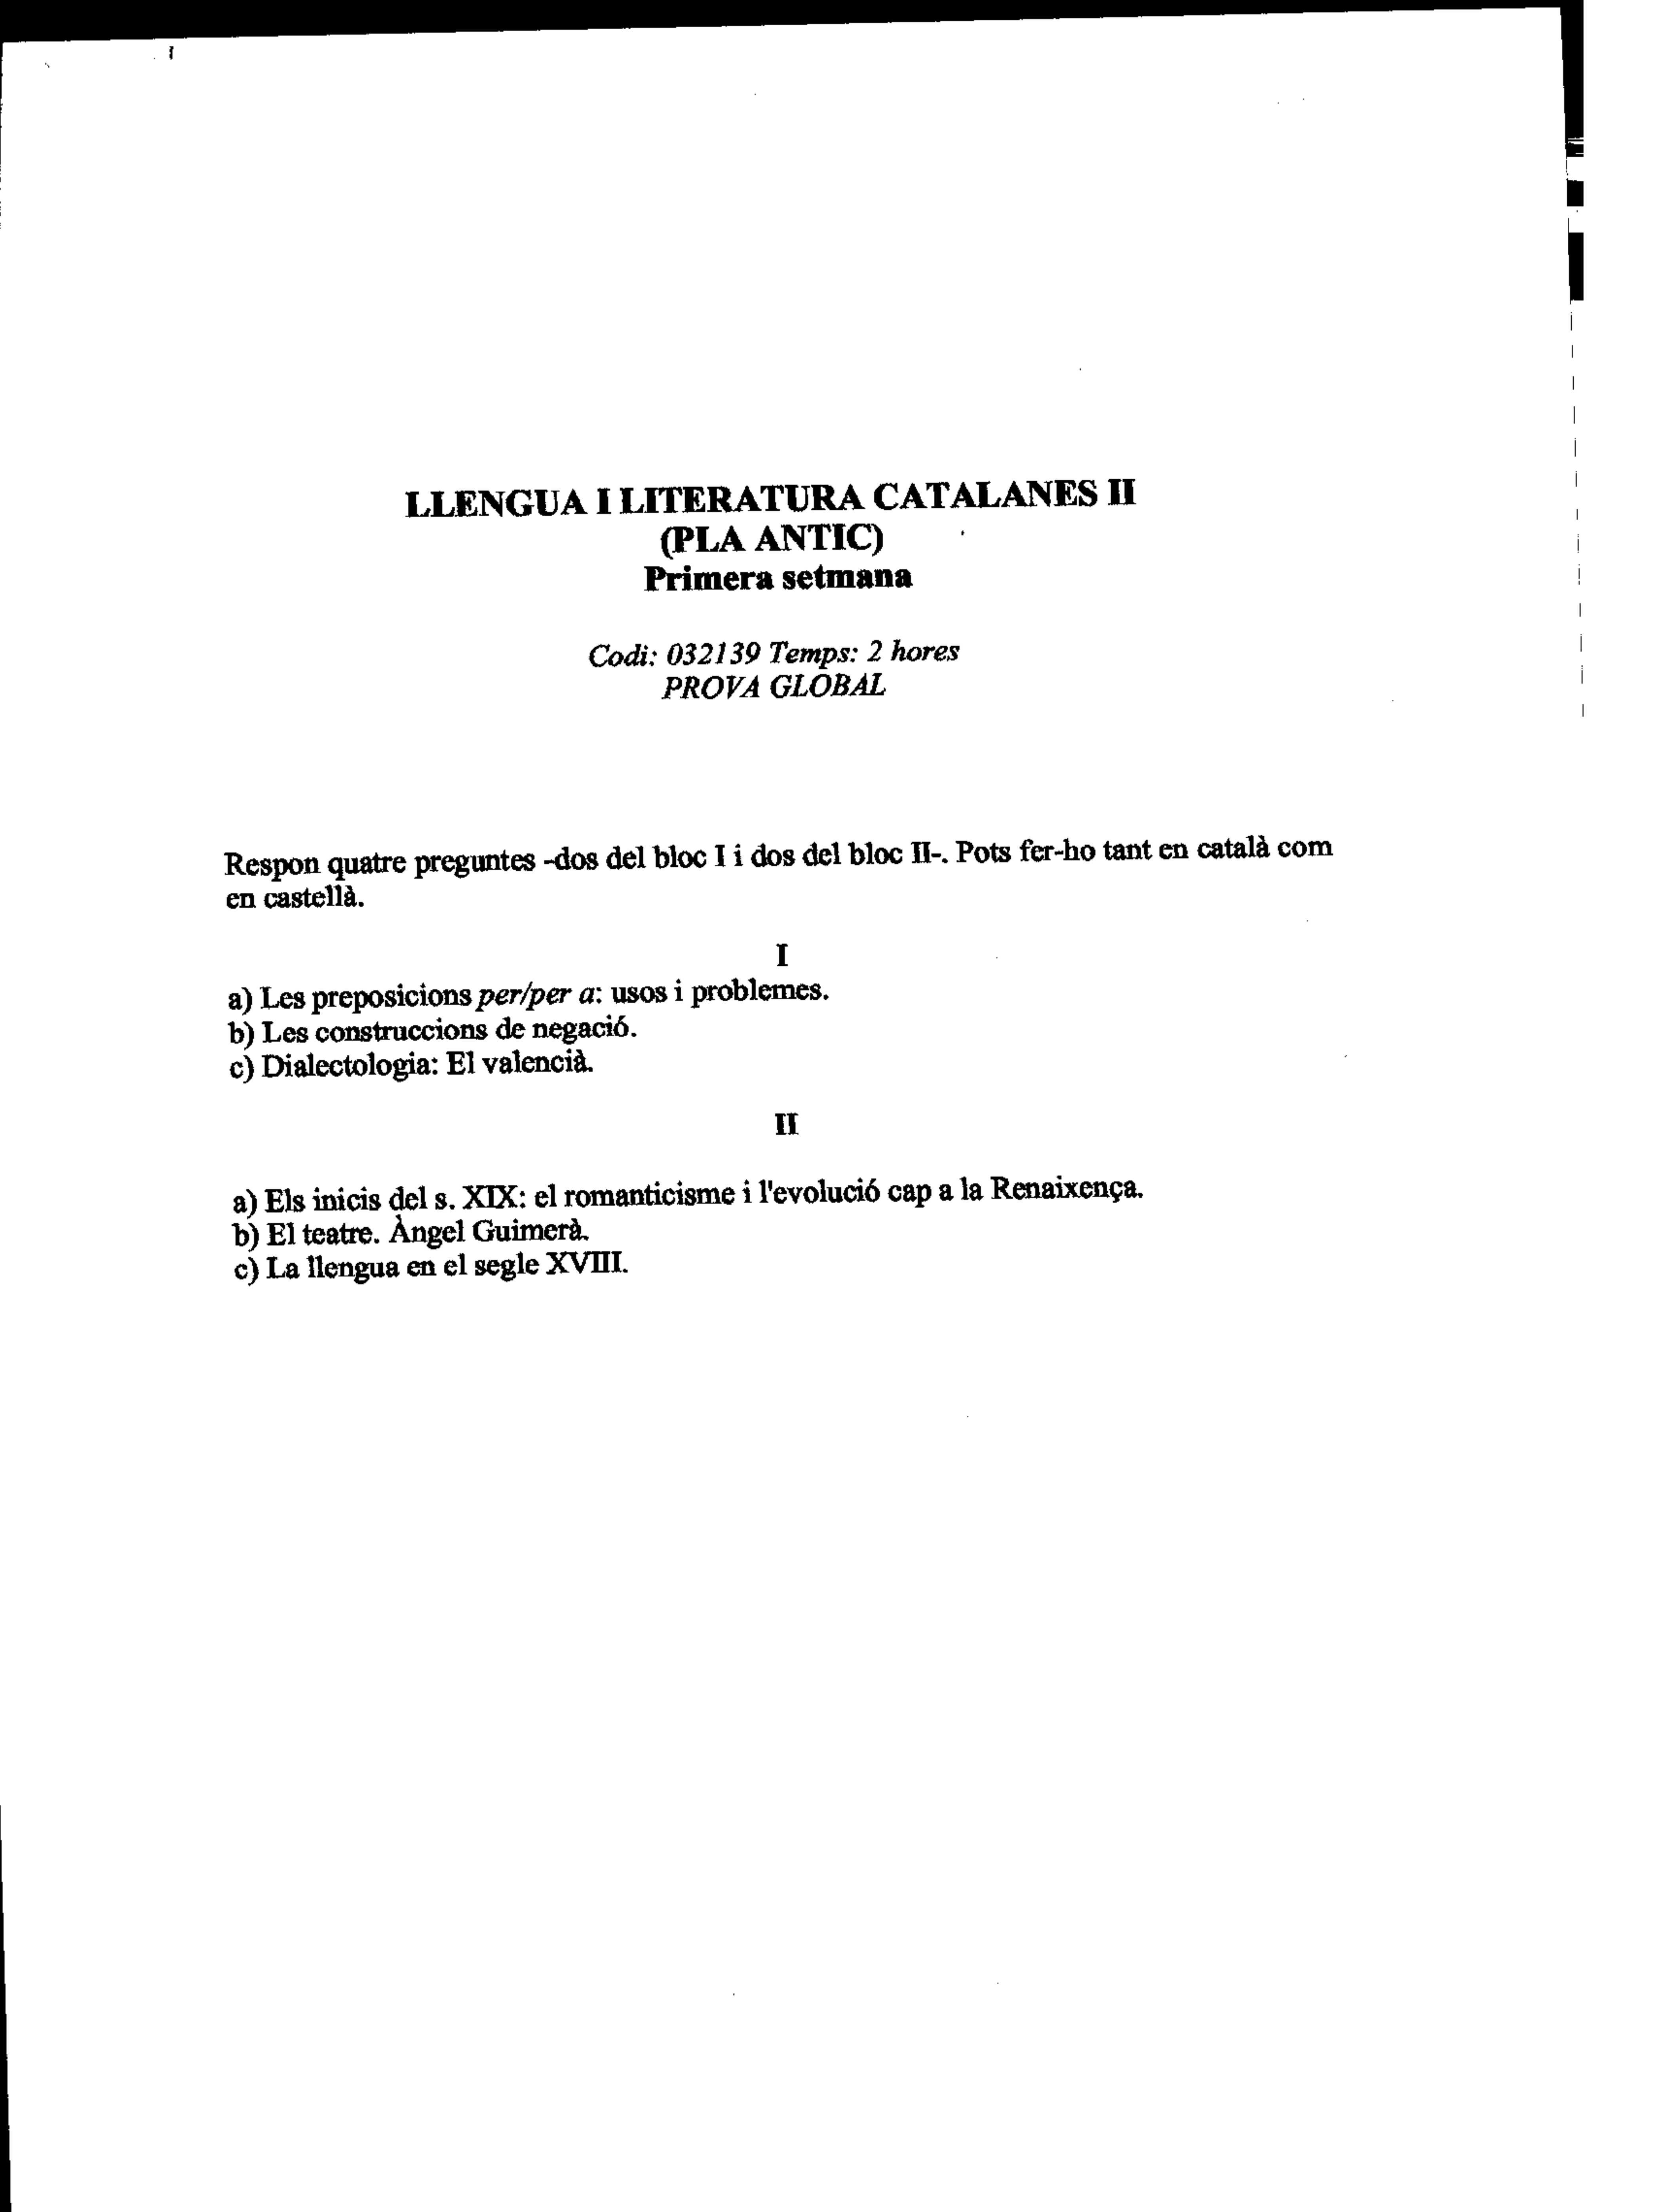 LLENGUA I LITERATURA CATALANES II
(PLA ANTIC)
Primera setmana
Codi: 032139 Temps: 2 hores
PROVA GLOBAL
Respon quatre preguntes -dos del bloc I i dos del bloc II-. Pots fer-ho tant en català com
en castellà.
I
a) Les preposicions per/per a: usos i problemes.
b) Les construccions de negació.
c) Dialectologia: El valencià.
II
a) Els inicis del s. XIX: el romanticisme i l'evolució cap a la Renaixença.
b) El teatre. Àngel Guimerà.
c) La llengua en el segle XVIII.